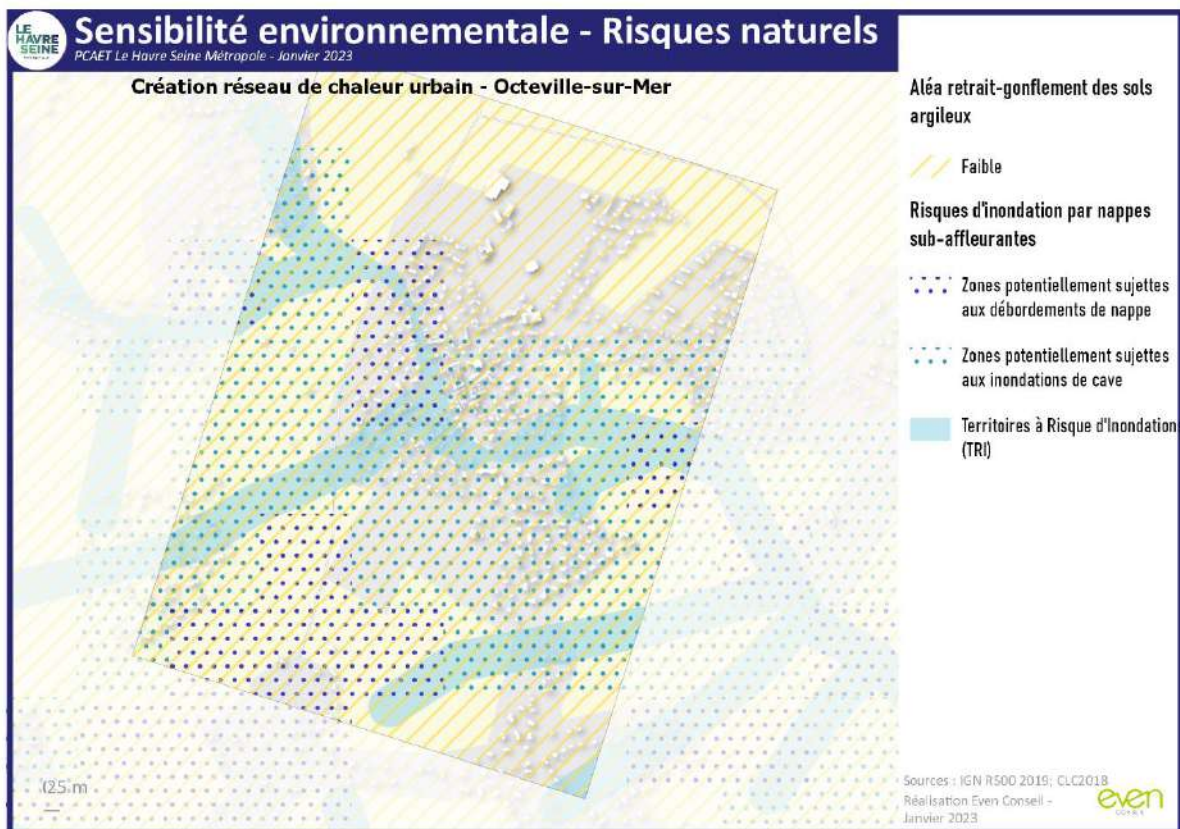 LE
HAVRE
SEINE
Sensibilité environnementale - Risques naturels
PCAET Le Havre Seine Métropole - Janvier 2023
Création réseau de chaleur urbain - Octeville-sur-Mer
Aléa retrait-gonflement des sols
argileux
Faible
Risques d'inondation par nappes
sub-affleurantes
Zones potentiellement sujettes
aux débordements de nappe
Zones potentiellement sujettes
aux inondations de cave
Territoires à Risque d'Inondation
(TRI)
25 m
Sources : IGN R500 2019; CLC2018
Réalisation Even Conseil -
Janvier 2023
even